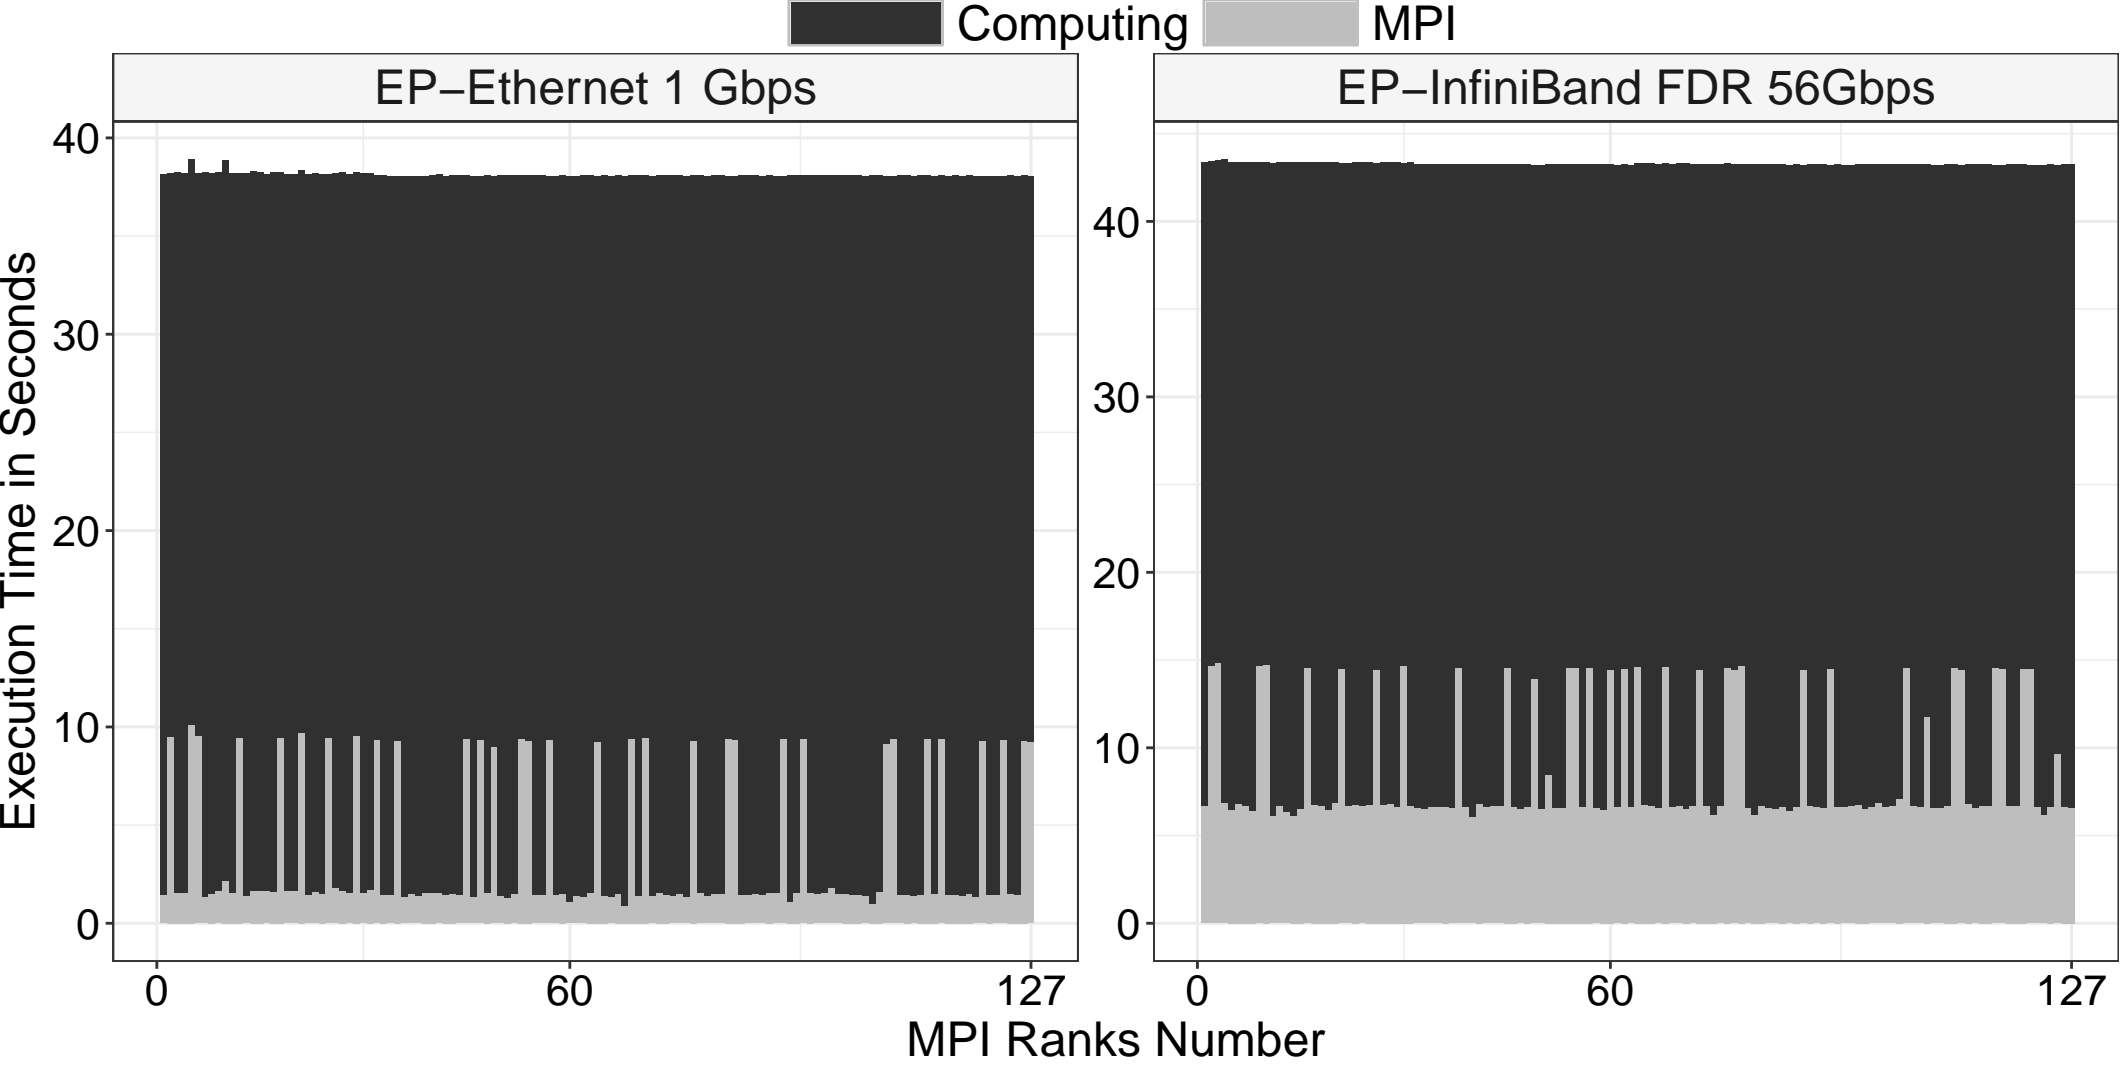 Computing MPI
EP−Ethernet 1 Gbps
EP−InfiniBand FDR 56Gbps
Execution Time in Seconds
40
30
20
10
0
40
30
20
10
0
0 60 127
0 60 127
MPI Ranks Number